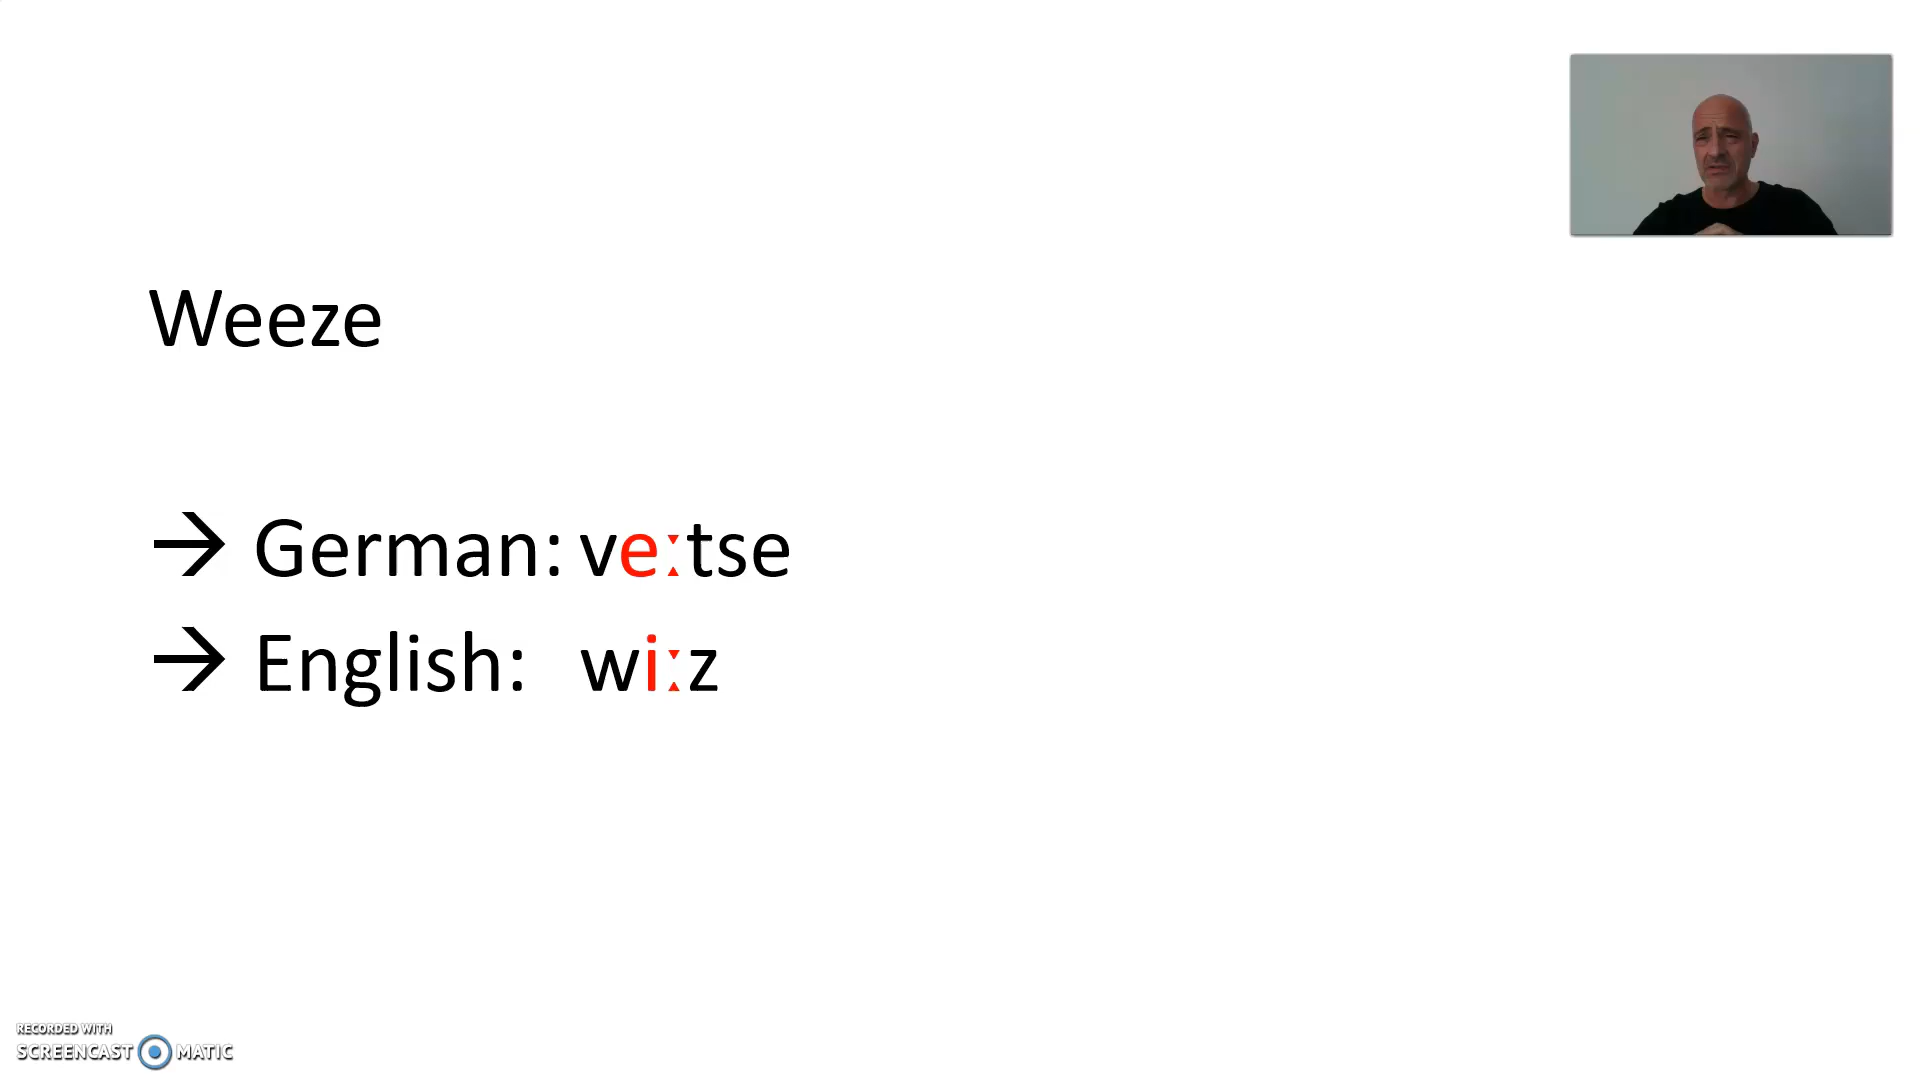 Weeze
→ German: veːtse
→ English: wiːz
RECORDED WITH
SCREENCAST MATIC